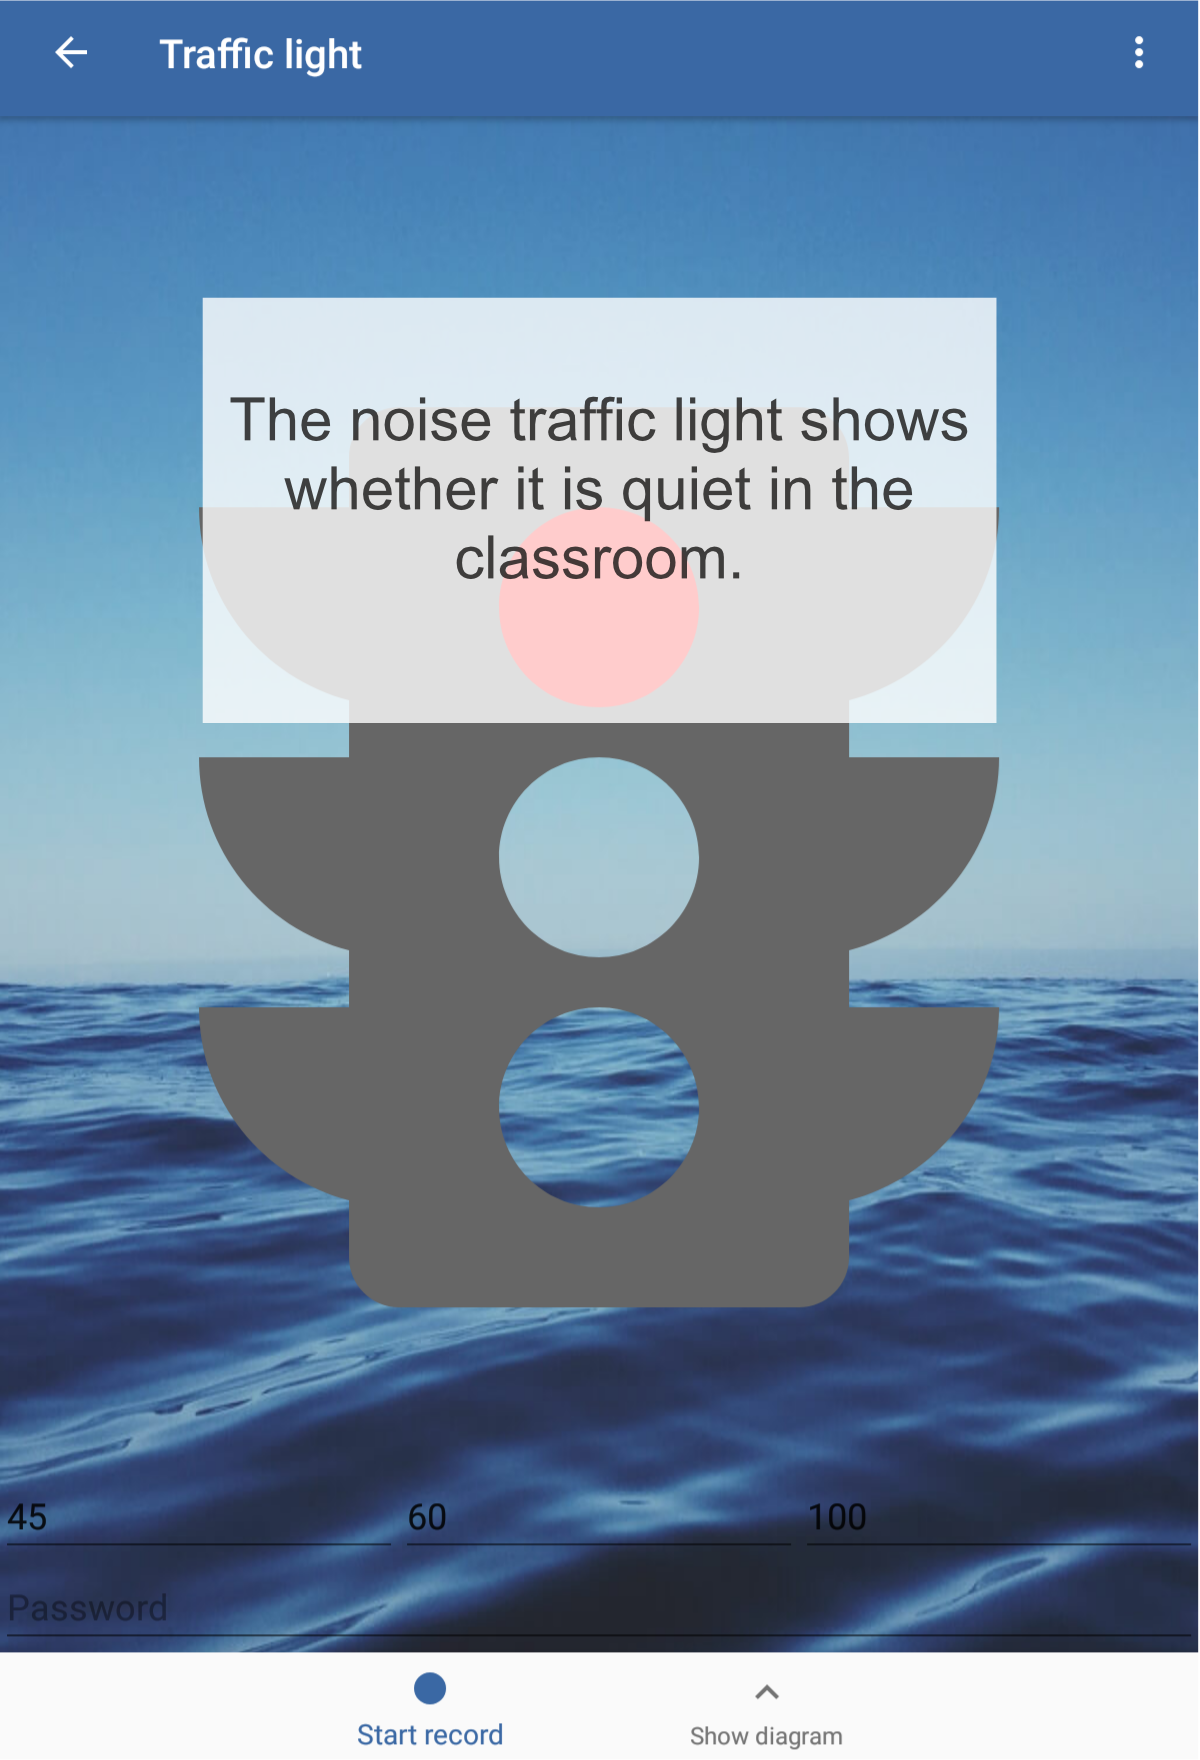 Traffic light
The noise traffic light shows
whether it is quiet in the
classroom.
45 60 100
Password
Start record Show diagram